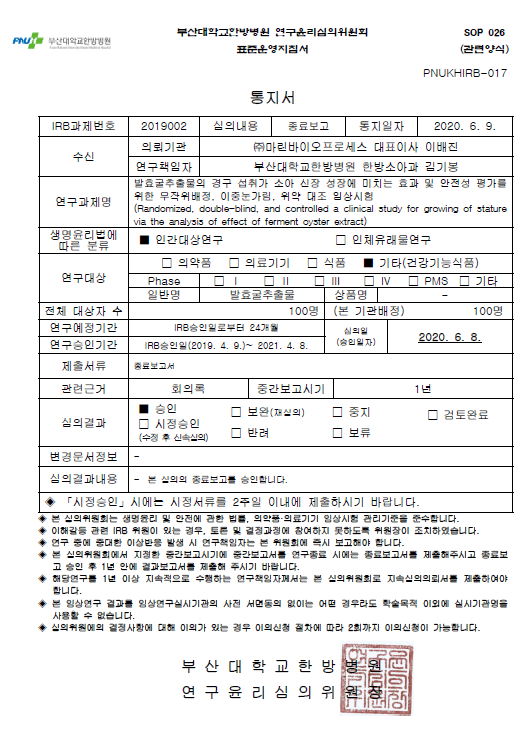 PNUH 부산대학교한방병원
부산대학교한방병원 연구윤리심의위원회
표준운영지침서
SOP 026
(관련양식)
PNUKHIRB-017
통지서
IRB과제번호 2019002 심의내용 종료보고 통지일자 2020. 6. 9.
수신 의뢰기관 ㈜마린바이오프로세스 대표이사 이배진
연구책임자 부산대학교한방병원 한방소아과 김기봉
연구과제명 발효굴추출물의 경구 섭취가 소아 신장 성장에 미치는 효과 및 안전성 평가를
위한 무작위배정, 이중눈가림, 위약 대조 임상시험
(Randomized, double-blind, and controlled a clinical study for growing of stature
via the analysis of effect of ferment oyster extract)
생명윤리법에
따른 분류 ■ 인간대상연구 □ 인체유래물연구
연구대상 □ 의약품 □ 의료기기 □ 식품 ■ 기타(건강기능식품)
Phase □ I □ II □ III □ IV □ PMS □ 기타
일반명 발효굴추출물 상품명 -
전체 대상자 수 100명 (본 기관배정) 100명
연구예정기간 IRB승인일로부터 24개월 심의일
(승인일자) 2020. 6. 8.
연구승인기간 IRB승인일(2019. 4. 9.)~ 2021. 4. 8.
제출서류 종료보고서
관련근거 회의록 중간보고시기 1년
심의결과 ■ 승인 □ 보완(재심의) □ 중지 □ 검토완료
□ 시정승인
(수정 후 신속심의) □ 반려 □ 보류
변경문서정보 -
심의결과내용 - 본 심의의 종료보고를 승인합니다.
◈ 「시정승인」시에는 시정서류를 2주일 이내에 제출하시기 바랍니다.
◈ 본 심의위원회는 생명윤리 및 안전에 관한 법률, 의약품·의료기기 임상시험 관리기준을 준수합니다.
◈ 이해갈등 관련 IRB 위원이 있는 경우, 토론 및 결정과정에 참여하지 못하도록 위원장이 조치하였습니다.
◈ 연구 중에 중대한 이상반응 발생 시 연구책임자는 본 위원회에 즉시 보고해야 합니다.
◈ 본 심의위원회에서 지정한 중간보고시기에 중간보고서를 연구종료 시에는 종료보고서를 제출해주시고 종료보
고 승인 후 1년 안에 결과보고서를 제출해 주시기 바랍니다.
◈ 해당연구를 1년 이상 지속적으로 수행하는 연구책임자께서는 본 심의위원회로 지속심의의뢰서를 제출하여야
합니다.
◈ 본 임상연구 결과를 임상연구실시기관의 사전 서면동의 없이는 어떤 경우라도 학술목적 이외에 실시기관명을
사용할 수 없습니다.
◈ 심의위원회에의 결정사항에 대해 이의가 있는 경우 이의신청 절차에 따라 2회까지 이의신청이 가능합니다.
부산대학교한방병원
연구윤리심의위원장